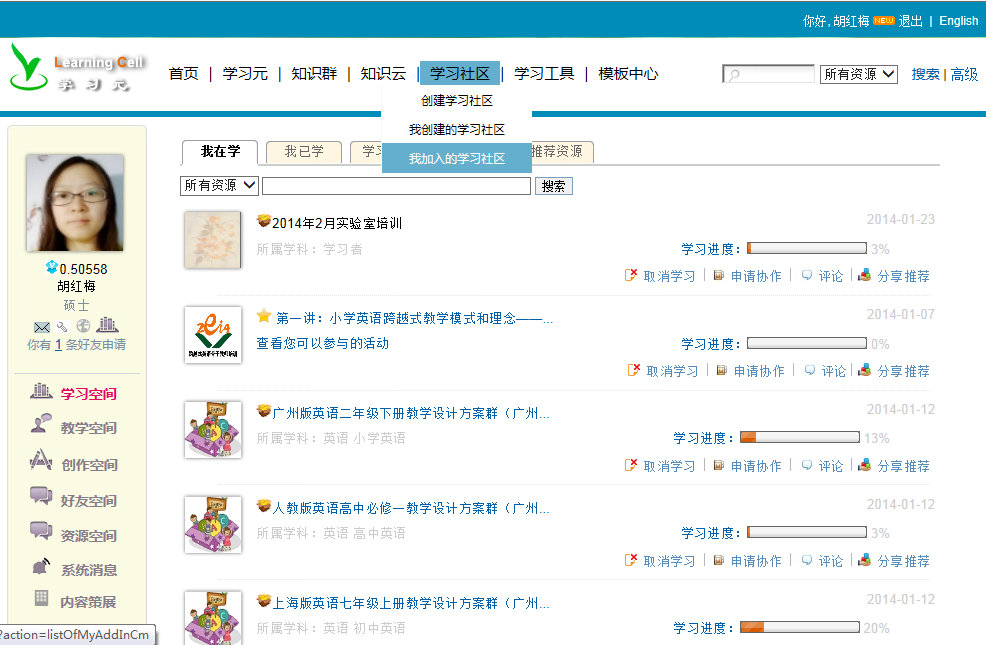 你好, 胡红梅 NEW 退出 | English
Learning Cell
学 习 元
首页 | 学习元 | 知识群 | 知识云 | 学习社区 | 学习工具 | 模板中心
所有资源 搜索 | 高级
创建学习社区
我创建的学习社区
我加入的学习社区
我在学 我已学 学习 推荐资源
所有资源 搜索
0.50558
胡红梅
硕士
你有 1 条好友申请
学习空间
教学空间
创作空间
好友空间
资源空间
系统消息
内容策展
?action=listOfMyAddInCm
2014年2月实验室培训 2014-01-23
所属学科: 学习者 学习进度: 3%
取消学习 | 申请协作 | 评论 | 分享推荐
第一讲：小学英语跨越式教学模式和理念——... 2014-01-07
查看您可以参与的活动 学习进度: 0%
取消学习 | 申请协作 | 评论 | 分享推荐
广州版英语二年级下册教学设计方案群（广州... 2014-01-12
所属学科: 英语 小学英语 学习进度: 13%
取消学习 | 申请协作 | 评论 | 分享推荐
人教版英语高中必修一教学设计方案群（广州... 2014-01-12
所属学科: 英语 高中英语 学习进度: 3%
取消学习 | 申请协作 | 评论 | 分享推荐
上海版英语七年级上册教学设计方案群（广州... 2014-01-12
所属学科: 英语 初中英语 学习进度: 20%